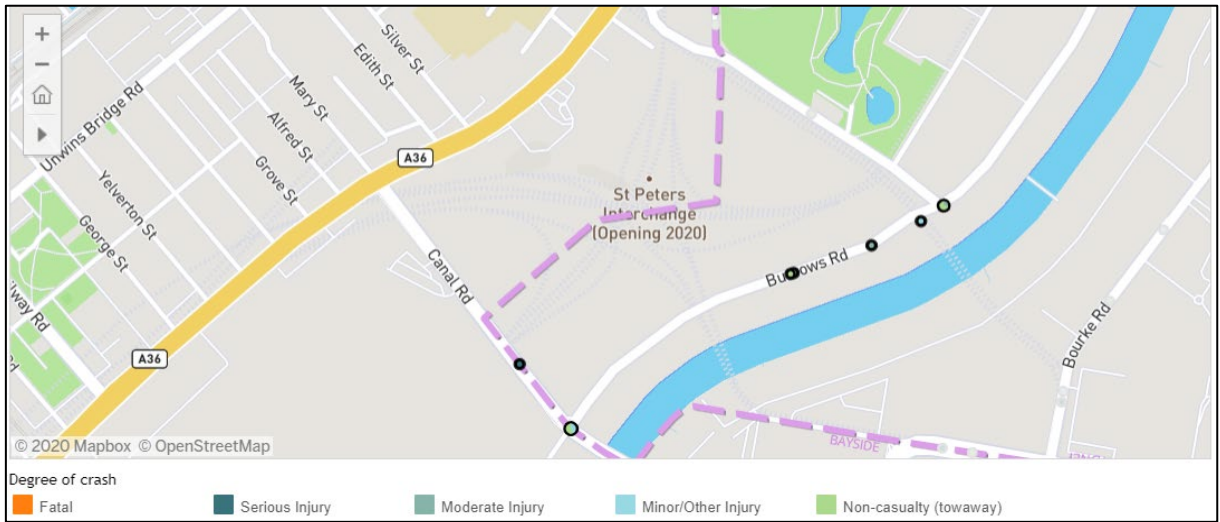 Silver St
Edith St
Mary St
Alfred St
Grove St
Unwins Bridge Rd
Yelverton St
George St
A36
St Peters
Interchange
(Opening 2020)
Canal Rd
Burrows Rd
Bourke Rd
A36
BAYSIDE
© 2020 Mapbox © OpenStreetMap
Degree of crash
Fatal
Serious Injury
Moderate Injury
Minor/Other Injury
Non-casualty (towaway)